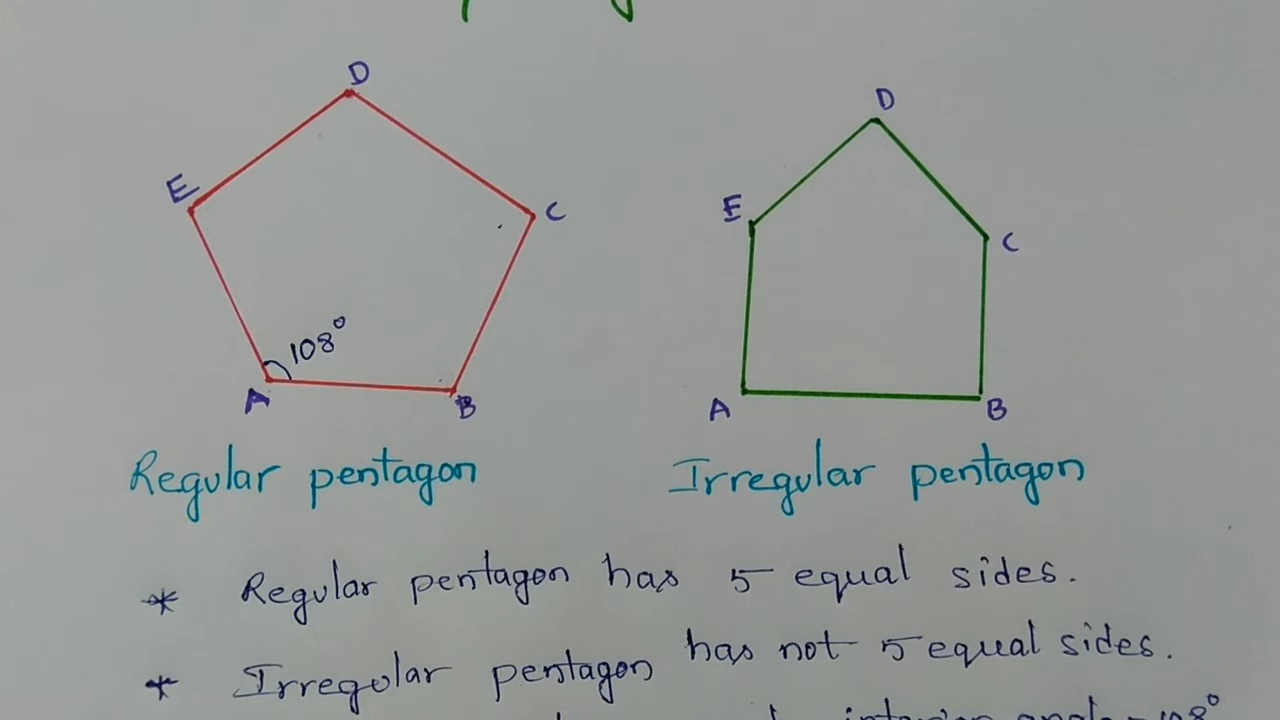 D
E
C
108°
A
B
D
E
C
A
B
Regular pentagon
Irregular pentagon
* Regular pentagon has 5 equal sides.
* Irregular pentagon has not 5 equal sides.